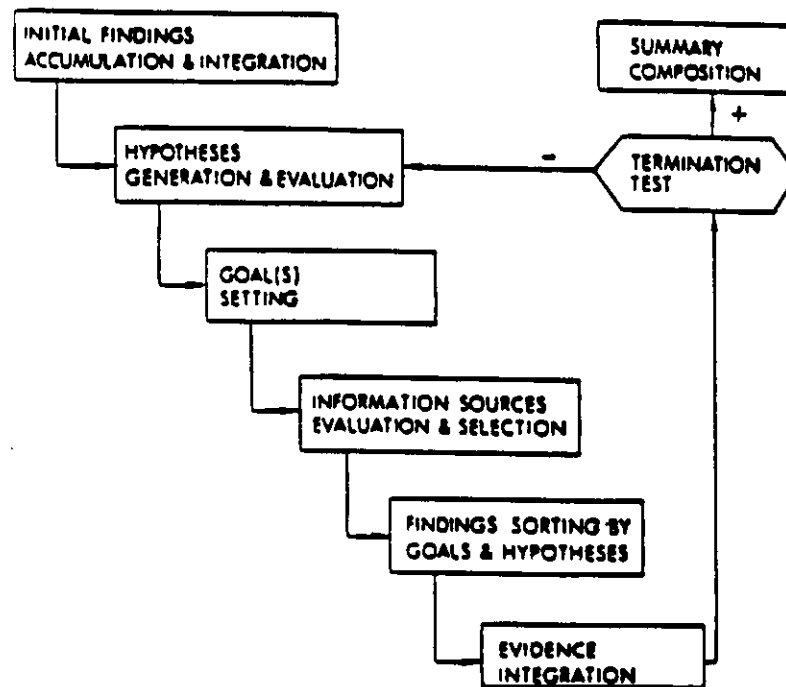 INITIAL FINDINGS
ACCUMULATION & INTEGRATION
SUMMARY
COMPOSITION
+
HYPOTHESES
GENERATION & EVALUATION
-
TERMINATION
TEST
GOAL(S)
SETTING
INFORMATION SOURCES
EVALUATION & SELECTION
FINDINGS SORTING BY
GOALS & HYPOTHESES
EVIDENCE
INTEGRATION